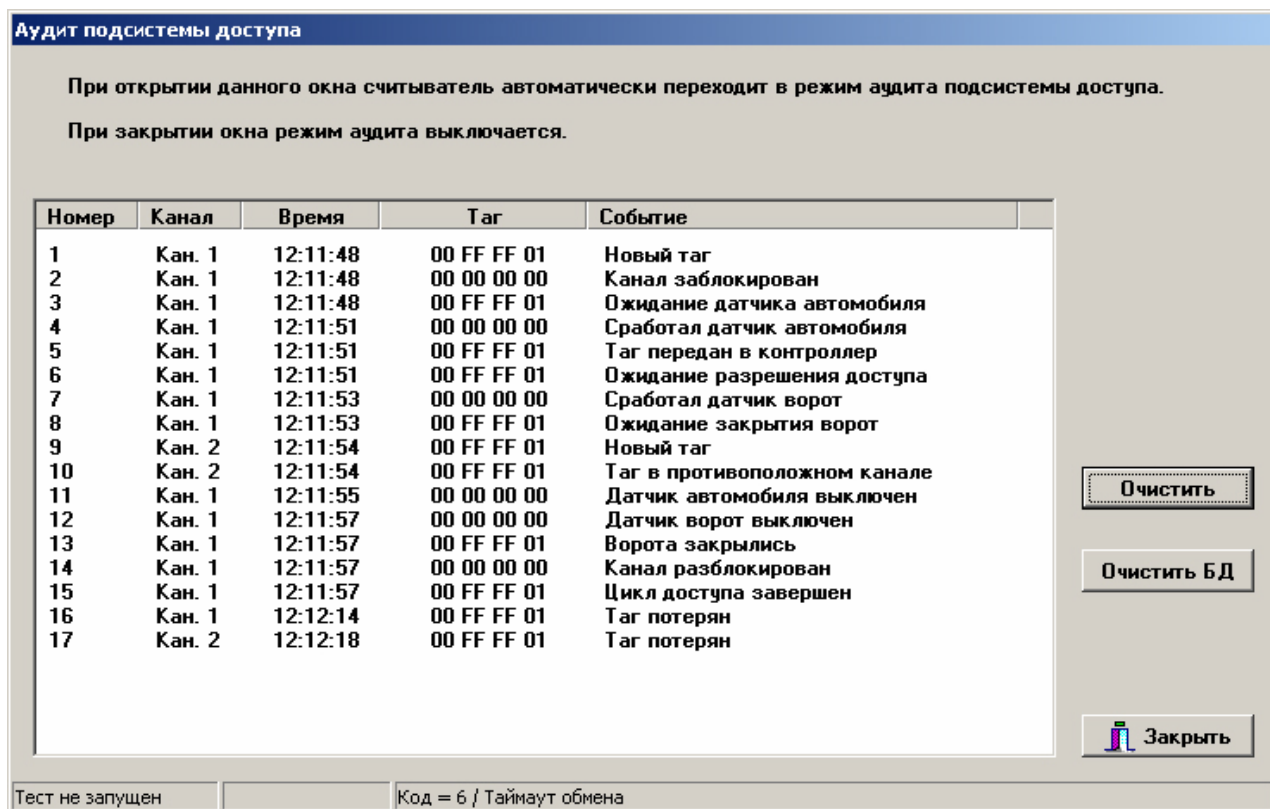 Аудит подсистемы доступа
При открытии данного окна считыватель автоматически переходит в режим аудита подсистемы доступа.
При закрытии окна режим аудита выключается.
Номер Канал Время Таг Событие
1 Кан. 1 12:11:48 00 FF FF 01 Новый таг
2 Кан. 1 12:11:48 00 00 00 00 Канал заблокирован
3 Кан. 1 12:11:48 00 FF FF 01 Ожидание датчика автомобиля
4 Кан. 1 12:11:51 00 00 00 00 Сработал датчик автомобиля
5 Кан. 1 12:11:51 00 FF FF 01 Таг передан в контроллер
6 Кан. 1 12:11:51 00 FF FF 01 Ожидание разрешения доступа
7 Кан. 1 12:11:53 00 00 00 00 Сработал датчик ворот
8 Кан. 1 12:11:53 00 FF FF 01 Ожидание закрытия ворот
9 Кан. 2 12:11:54 00 FF FF 01 Новый таг
10 Кан. 2 12:11:54 00 FF FF 01 Таг в противоположном канале
11 Кан. 1 12:11:55 00 00 00 00 Датчик автомобиля выключен
12 Кан. 1 12:11:57 00 00 00 00 Датчик ворот выключен
13 Кан. 1 12:11:57 00 FF FF 01 Ворота закрылись
14 Кан. 1 12:11:57 00 00 00 00 Канал разблокирован
15 Кан. 1 12:11:57 00 FF FF 01 Цикл доступа завершен
16 Кан. 1 12:12:14 00 FF FF 01 Таг потерян
17 Кан. 2 12:12:18 00 FF FF 01 Таг потерян
Очистить
Очистить БД
Закрыть
Тест не запущен Код = 6 / Таймаут обмена